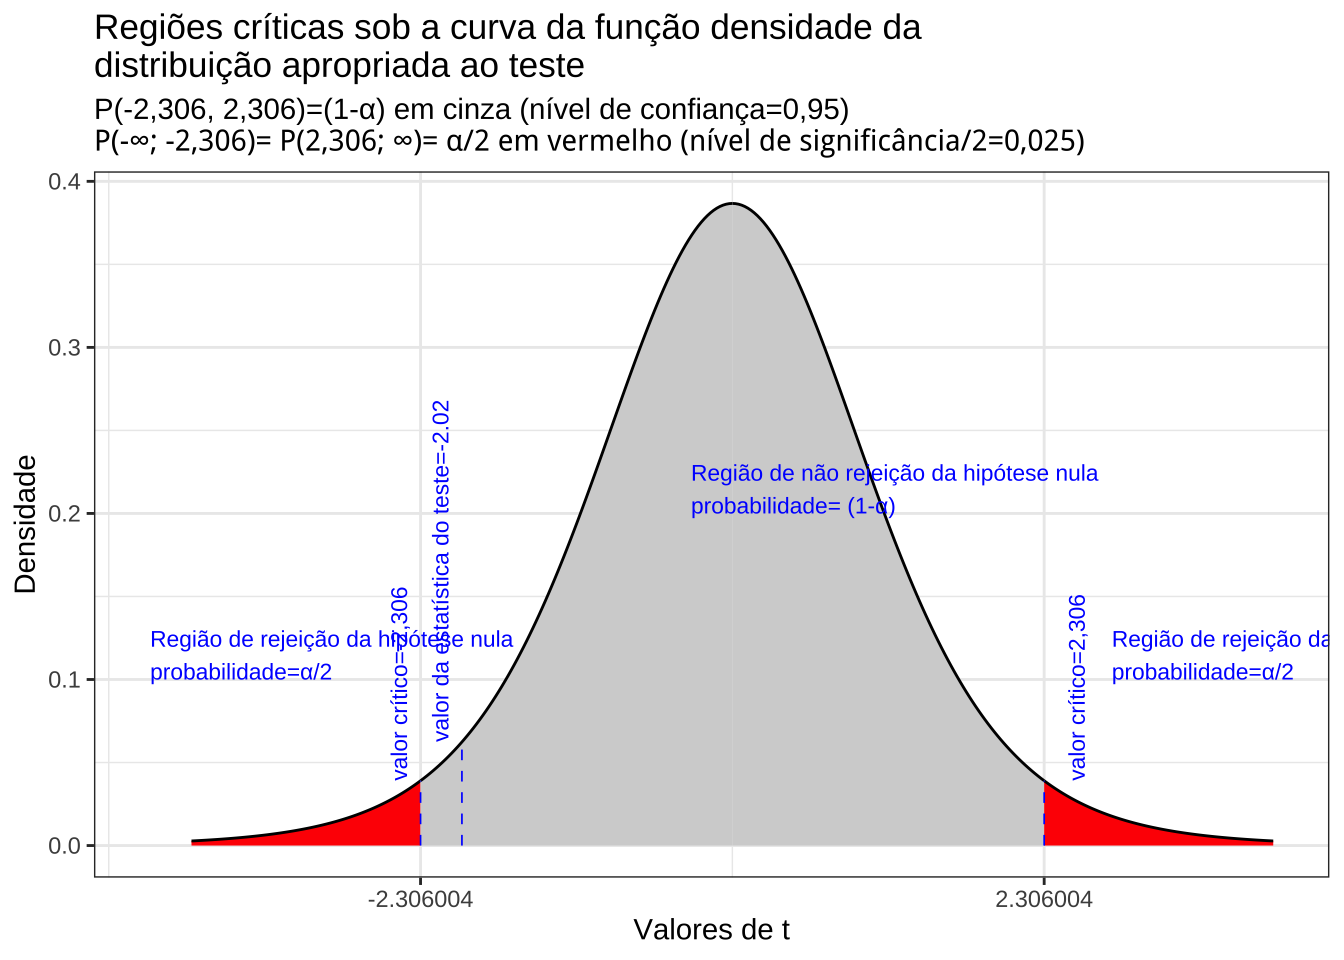 Regiões críticas sob a curva da função densidade da
distribuição apropriada ao teste
P(-2,306, 2,306)=(1-α) em cinza (nível de confiança=0,95)
P(-∞; -2,306)= P(2,306; ∞)= α/2 em vermelho (nível de significância/2=0,025)
0.4
0.3
0.2
0.1
0.0
Densidade
valor da estatística do teste=-2.02
Região de não rejeição da hipótese nula
probabilidade= (1-α)
valor crítico=-2,306
valor crítico=2,306
Região de rejeição da hipótese nula
probabilidade=α/2
Região de rejeição da
probabilidade=α/2
-2.306004
2.306004
Valores de t